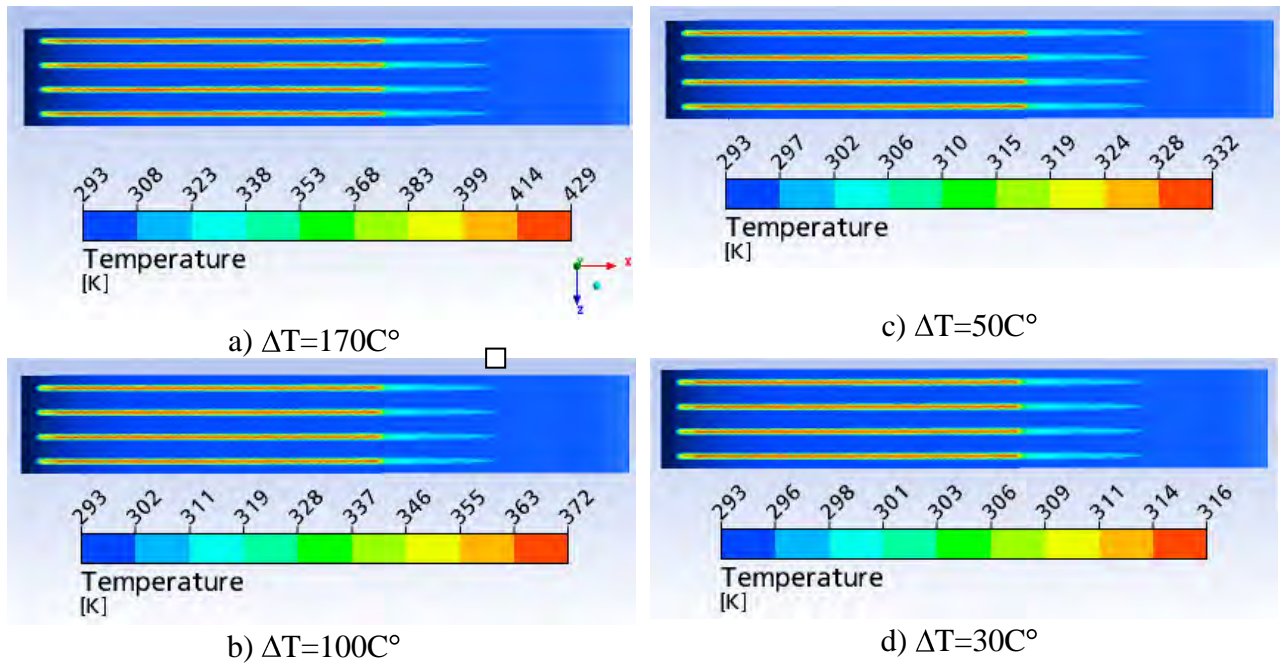 293 308 323 338 353 368 383 399 414 429
Temperature
[K]
Y X
Z
a) ΔT=170C°
293 297 302 306 310 315 319 324 328 332
Temperature
[K]
c) ΔT=50C°
293 302 311 319 328 337 346 355 363 372
Temperature
[K]
b) ΔT=100C°
293 296 298 301 303 306 309 311 314 316
Temperature
[K]
d) ΔT=30C°